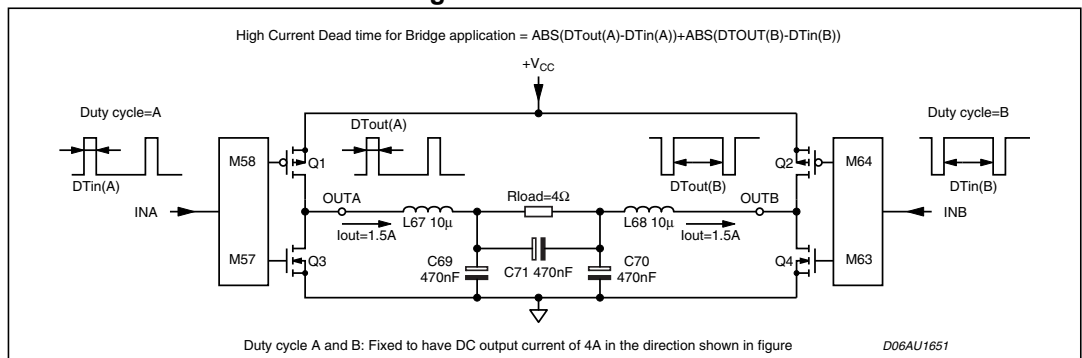 High Current Dead time for Bridge application = ABS(DTout(A)-DTin(A))+ABS(DTOUT(B)-DTin(B))
+VCC
Duty cycle=A
DTin(A)
INA
M58
M57
Q1
Q3
DTout(A)
OUTA
Iout=1.5A
L67 10µ
Rload=4Ω
C69
470nF
C71 470nF
C70
470nF
L68 10µ
DTout(B)
OUTB
Iout=1.5A
Q2
Q4
M64
M63
Duty cycle=B
DTin(B)
INB
Duty cycle A and B: Fixed to have DC output current of 4A in the direction shown in figure
D06AU1651